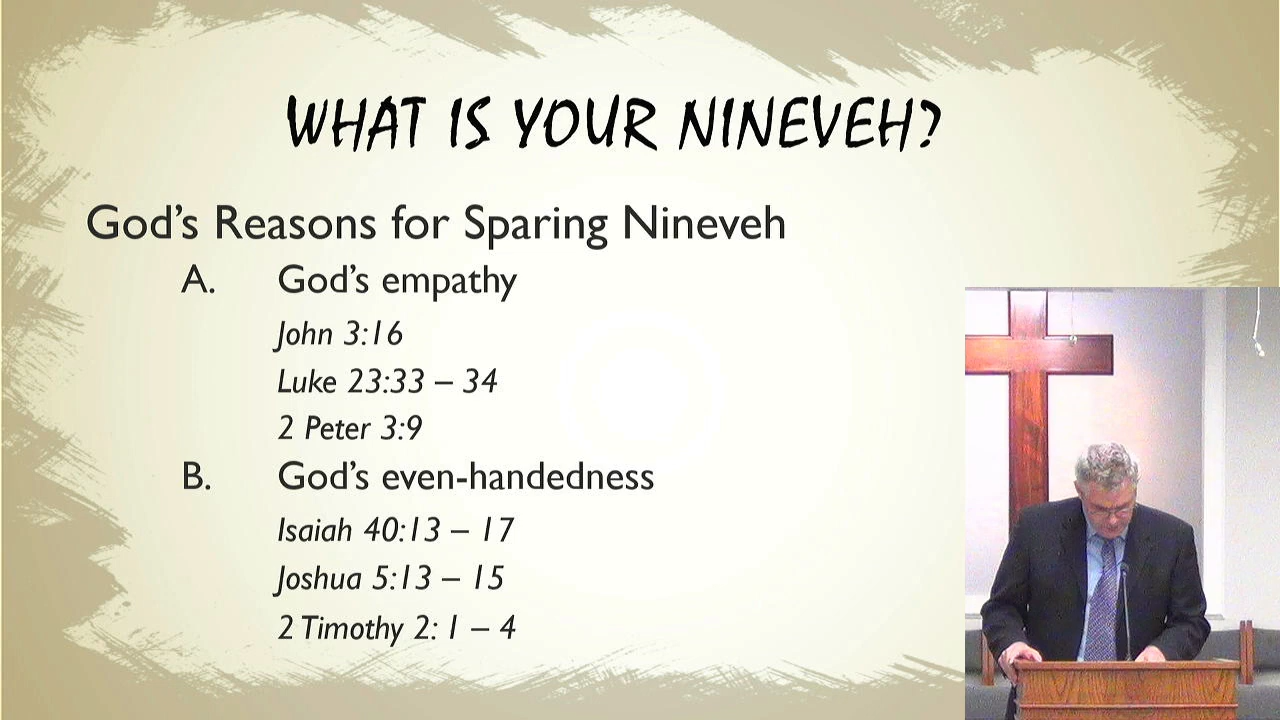 WHAT IS YOUR NINEVEH?
God's Reasons for Sparing Nineveh
A. God's empathy
John 3:16
Luke 23:33 – 34
2 Peter 3:9
B. God's even-handedness
Isaiah 40:13 – 17
Joshua 5:13 – 15
2 Timothy 2: 1 – 4